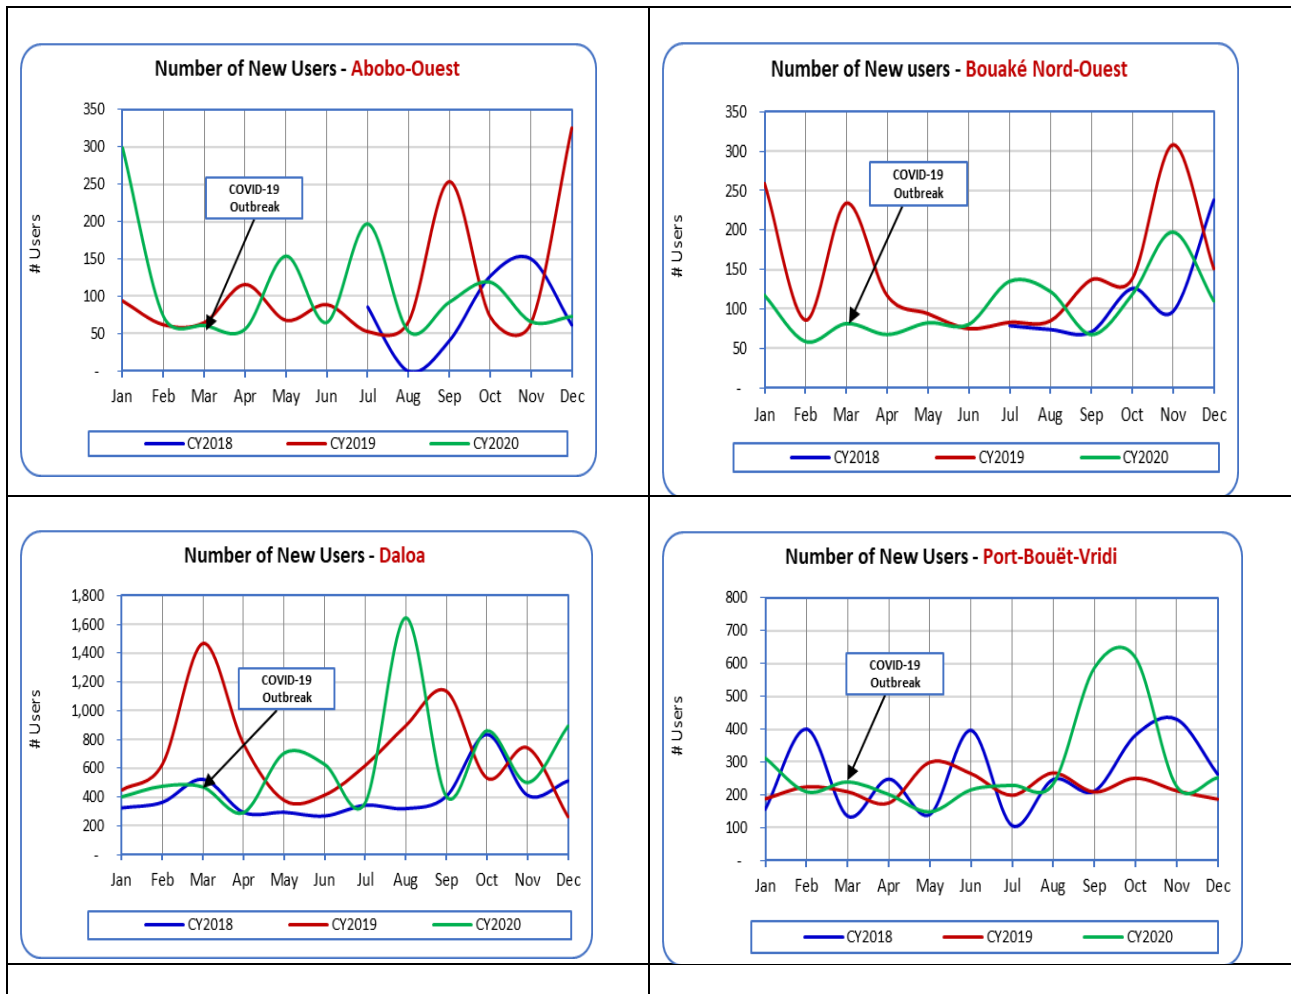 Number of New Users - Abobo-Ouest
350
300
250
200
150
100
50
-
# Users
COVID-19
Outbreak
Jan Feb Mar Apr May Jun Jul Aug Sep Oct Nov Dec
CY2018 CY2019 CY2020
Number of New users - Bouaké Nord-Ouest
350
300
250
200
150
100
50
-
# Users
COVID-19
Outbreak
Jan Feb Mar Apr May Jun Jul Aug Sep Oct Nov Dec
CY2018 CY2019 CY2020
Number of New Users - Daloa
1,800
1,600
1,400
1,200
1,000
800
600
400
200
-
# Users
COVID-19
Outbreak
Jan Feb Mar Apr May Jun Jul Aug Sep Oct Nov Dec
CY2018 CY2019 CY2020
Number of New Users - Port-Bouët-Vridi
800
700
600
500
400
300
200
100
-
# Users
COVID-19
Outbreak
Jan Feb Mar Apr May Jun Jul Aug Sep Oct Nov Dec
CY2018 CY2019 CY2020